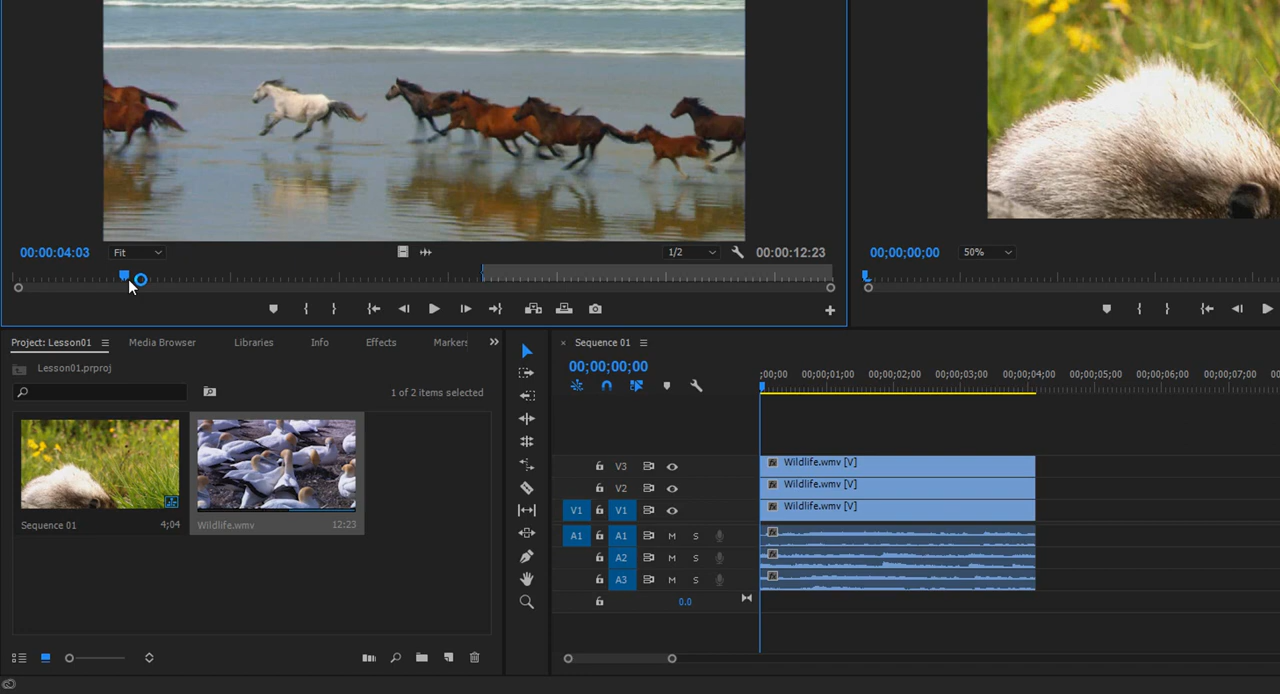 00:00:04:03 Fit 1/2 00:00:12:23
00;00;00;00 50%
Project: Lesson01 Media Browser Libraries Info Effects Markers
Lesson01.prproj
1 of 2 items selected
Sequence 01 4;04
Wildlife.wmv 12:23
Sequence 01
00;00;00;00
;00;00 00;00;01;00 00;00;02;00 00;00;03;00 00;00;04;00 00;00;05;00 00;00;06;00 00;00;07;00 00;
V3 Wildlife.wmv [V]
V2 Wildlife.wmv [V]
V1 V1 Wildlife.wmv [V]
A1 A1 M S
A2 M S
A3 M S
0.0